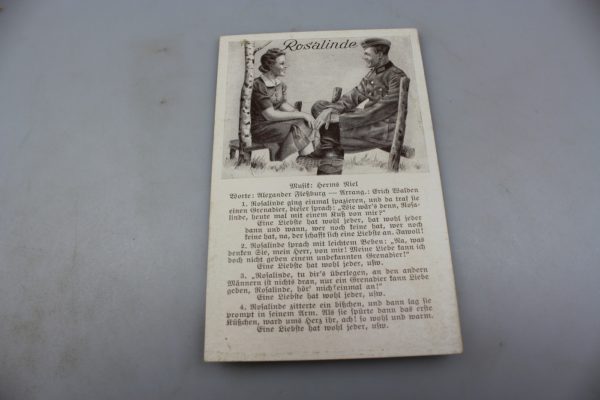 Rosalinde
Musik: Herms Niel
Worte: Alexander Fleßburg — Arrang.: Erich Walden
1. Rosalinde ging einmal spazieren, und da traf sie
einen Grenadier, dieser sprach: „Wie wär's denn, Rosa-
linde, heute mal mit einem Kuß von mir?"
Eine Liebste hat wohl jeder, hat wohl jeder
dann und wann, wer noch keine hat, wer noch
keine hat, na, der schafft sich eine Liebste an. Jawoll!
2. Rosalinde sprach mit leichtem Beben: „Na, was
denken Sie, mein Herr, von mir! Meine Liebe kann ich
doch nicht geben einem unbekannten Grenadier!"
Eine Liebste hat wohl jeder, usw.
3. „Rosalinde, tu dir's überlegen, an den andern
Männern ist nichts dran, nur ein Grenadier kann Liebe
geben, Rosalinde, hör' mich einmal an!"
Eine Liebste hat wohl jeder, usw.
4. Rosalinde zitterte ein bißchen, und dann lag sie
prompt in seinem Arm. Als sie spürte dann das erste
Küßchen, ward ums Herz ihr, ach! so wohl und warm.
Eine Liebste hat wohl jeder, usw.